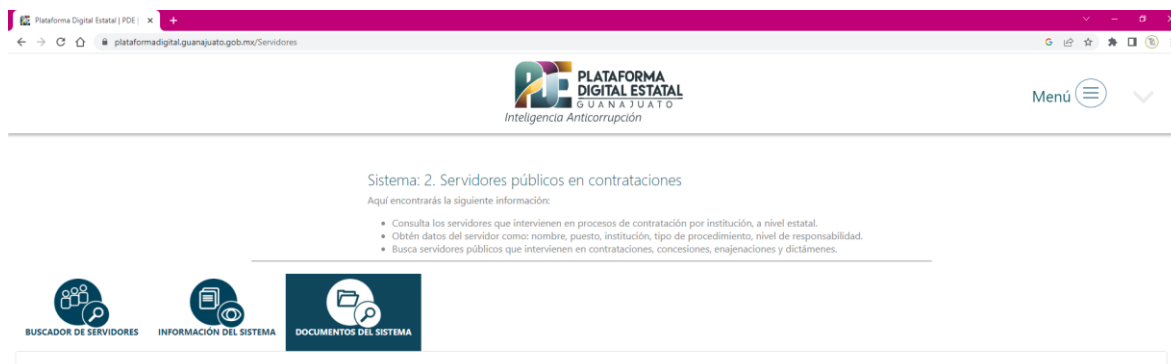 Plataforma Digital Estatal | PDE |
plataformadigital.guanajuato.gob.mx/Servidores
PDE
PLATAFORMA
DIGITAL ESTATAL
GUANAJUATO
Inteligencia Anticorrupción
Menú
Sistema: 2. Servidores públicos en contrataciones
Aquí encontrarás la siguiente información:
• Consulta los servidores que intervienen en procesos de contratación por institución, a nivel estatal.
• Obtén datos del servidor como: nombre, puesto, institución, tipo de procedimiento, nivel de responsabilidad.
• Busca servidores públicos que intervienen en contrataciones, concesiones, enajenaciones y dictámenes.
BUSCADOR DE SERVIDORES INFORMACIÓN DEL SISTEMA DOCUMENTOS DEL SISTEMA